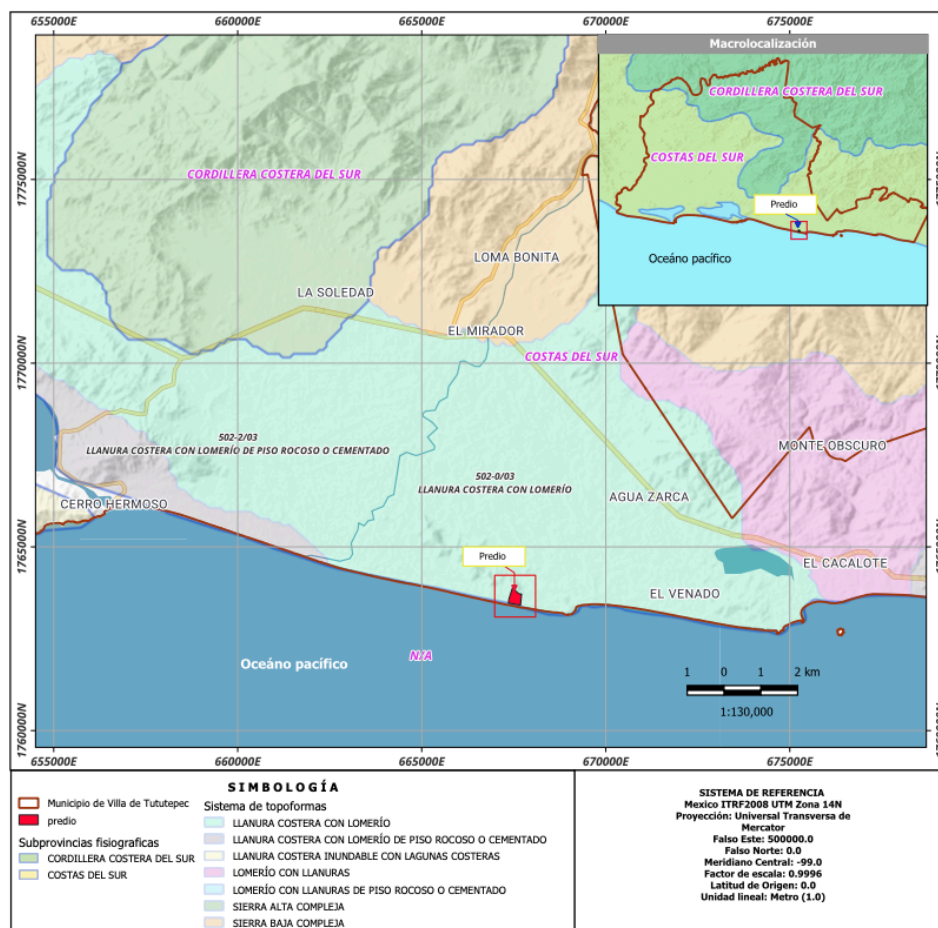 655000E 660000E 665000E 670000E 675000E
Macrolocalización
CORDILLERA COSTERA DEL SUR
COSTAS DEL SUR
Predio
Oceáno pacífico
1775000N
CORDILLERA COSTERA DEL SUR
LOMA BONITA
LA SOLEDAD
EL MIRADOR
COSTAS DEL SUR
1770000N
502-2/03
LLANURA COSTERA CON LOMERÍO DE PISO ROCOSO O CEMENTADO
MONTE OBSCURO
502-0/03
LLANURA COSTERA CON LOMERÍO
AGUA ZARCA
CERRO HERMOSO
1765000N
Predio
EL CACALOTE
EL VENADO
Oceáno pacífico
N/A
1 0 1 2 km
1:130,000
1760000N
655000E 660000E 665000E 670000E 675000E
SIMBOLOGÍA
Municipio de Villa de Tututepec
predio
Subprovincias fisiograficas
CORDILLERA COSTERA DEL SUR
COSTAS DEL SUR
Sistema de topoformas
LLANURA COSTERA CON LOMERÍO
LLANURA COSTERA CON LOMERÍO DE PISO ROCOSO O CEMENTADO
LLANURA COSTERA INUNDABLE CON LAGUNAS COSTERAS
LOMERÍO CON LLANURAS
LOMERÍO CON LLANURAS DE PISO ROCOSO O CEMENTADO
SIERRA ALTA COMPLEJA
SIERRA BAJA COMPLEJA
SISTEMA DE REFERENCIA
Mexico ITRF2008 UTM Zona 14N
Proyección: Universal Transversa de
Mercator
Falso Este: 500000.0
Falso Norte: 0.0
Meridiano Central: -99.0
Factor de escala: 0.9996
Latitud de Origen: 0.0
Unidad lineal: Metro (1.0)